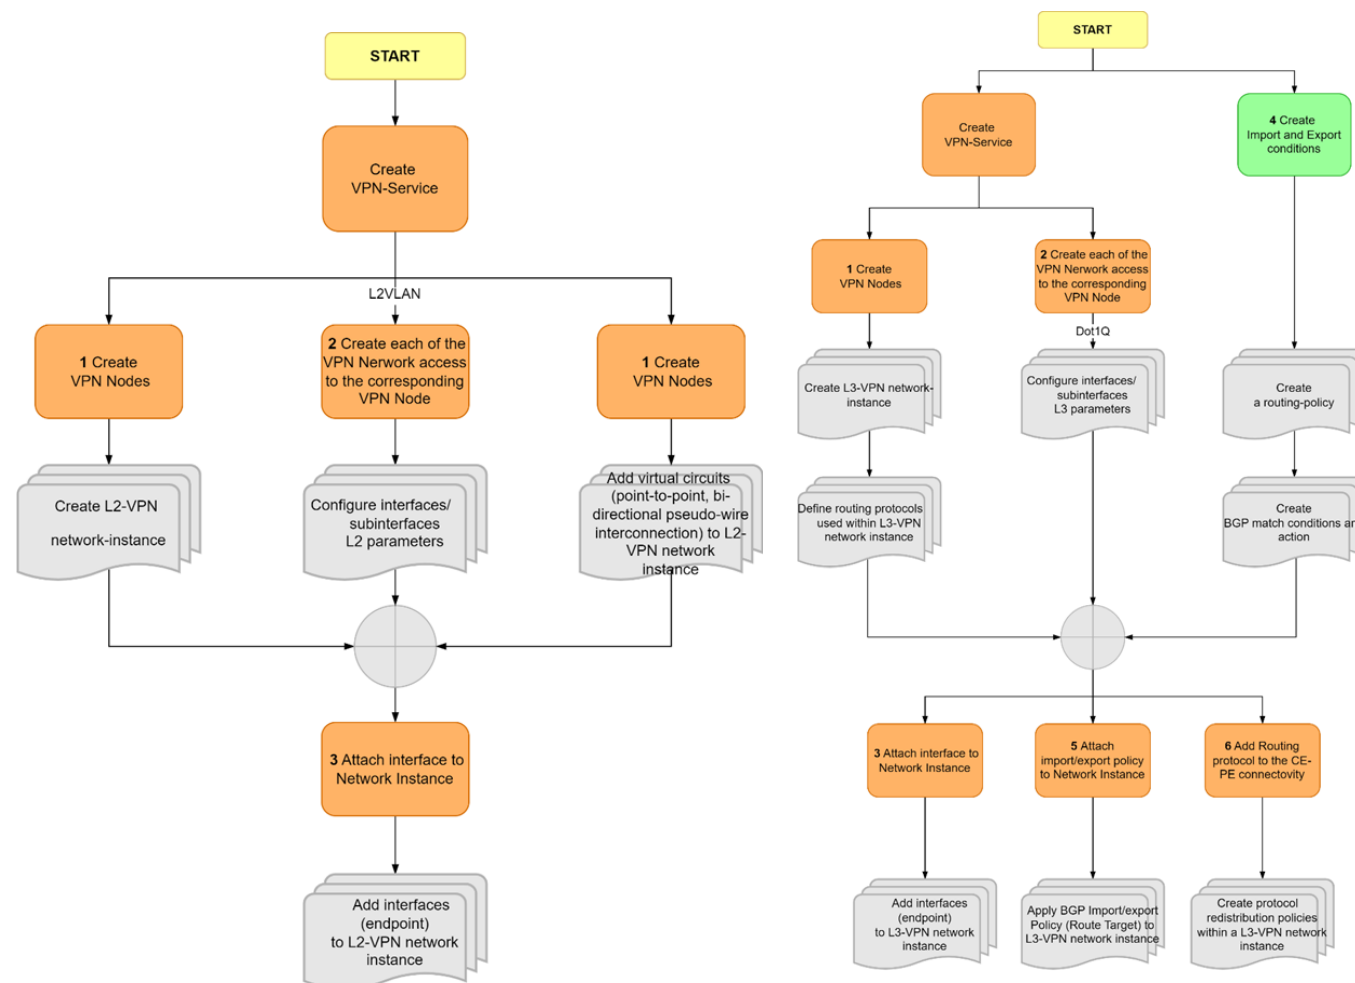 START
Create
VPN-Service
L2VLAN
1 Create
VPN Nodes
2 Create each of the
VPN Nerwork access
to the corresponding
VPN Node
1 Create
VPN Nodes
Create L2-VPN
network-instance
Configure interfaces/
subinterfaces
L2 parameters
Add virtual circuits
(point-to-point, bi-
directional pseudo-wire
interconnection) to L2-
VPN network
instance
3 Attach interface to
Network Instance
Add interfaces
(endpoint)
to L2-VPN network
instance
START
Create
VPN-Service
4 Create
Import and Export
conditions
1 Create
VPN Nodes
2 Create each of the
VPN Nerwork access
to the corresponding
VPN Node
Dot1Q
Create L3-VPN network-
instance
Configure interfaces/
subinterfaces
L3 parameters
Create
a routing-policy
Define routing protocols
used within L3-VPN
network instance
Create
BGP match conditions an
action
3 Attach interface to
Network Instance
5 Attach
import/export policy
to Network Instance
6 Add Routing
protocol to the CE-
PE connectovity
Add interfaces
(endpoint)
to L3-VPN network
instance
Apply BGP Import/export
Policy (Route Target) to
L3-VPN network instance
Create protocol
redistribution policies
within a L3-VPN network
instance